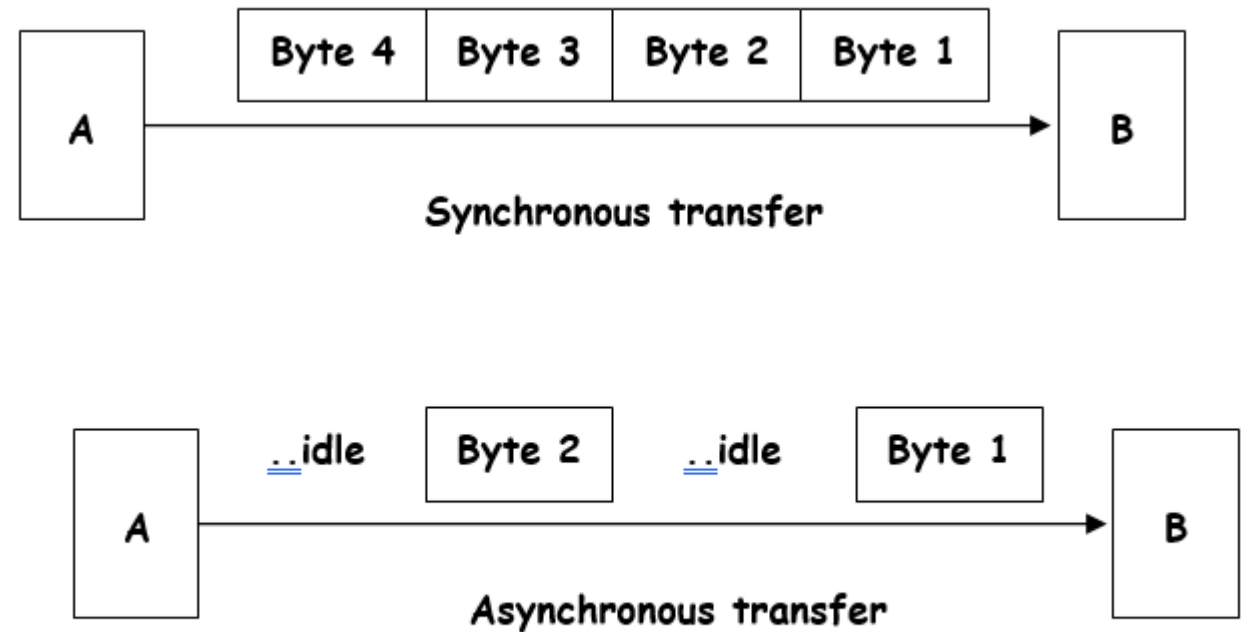 Byte 4 Byte 3 Byte 2 Byte 1
A B
Synchronous transfer
..idle Byte 2 ..idle Byte 1
A B
Asynchronous transfer